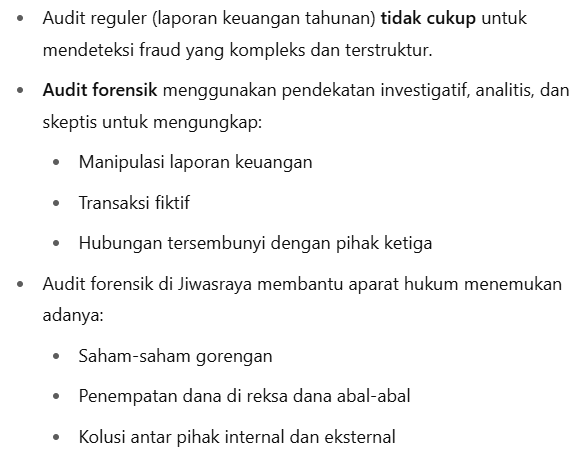 Audit reguler (laporan keuangan tahunan) tidak cukup untuk
mendeteksi fraud yang kompleks dan terstruktur.
Audit forensik menggunakan pendekatan investigatif, analitis, dan
skeptis untuk mengungkap:
Manipulasi laporan keuangan
Transaksi fiktif
Hubungan tersembunyi dengan pihak ketiga
Audit forensik di Jiwasraya membantu aparat hukum menemukan
adanya:
Saham-saham gorengan
Penempatan dana di reksa dana abal-abal
Kolusi antar pihak internal dan eksternal